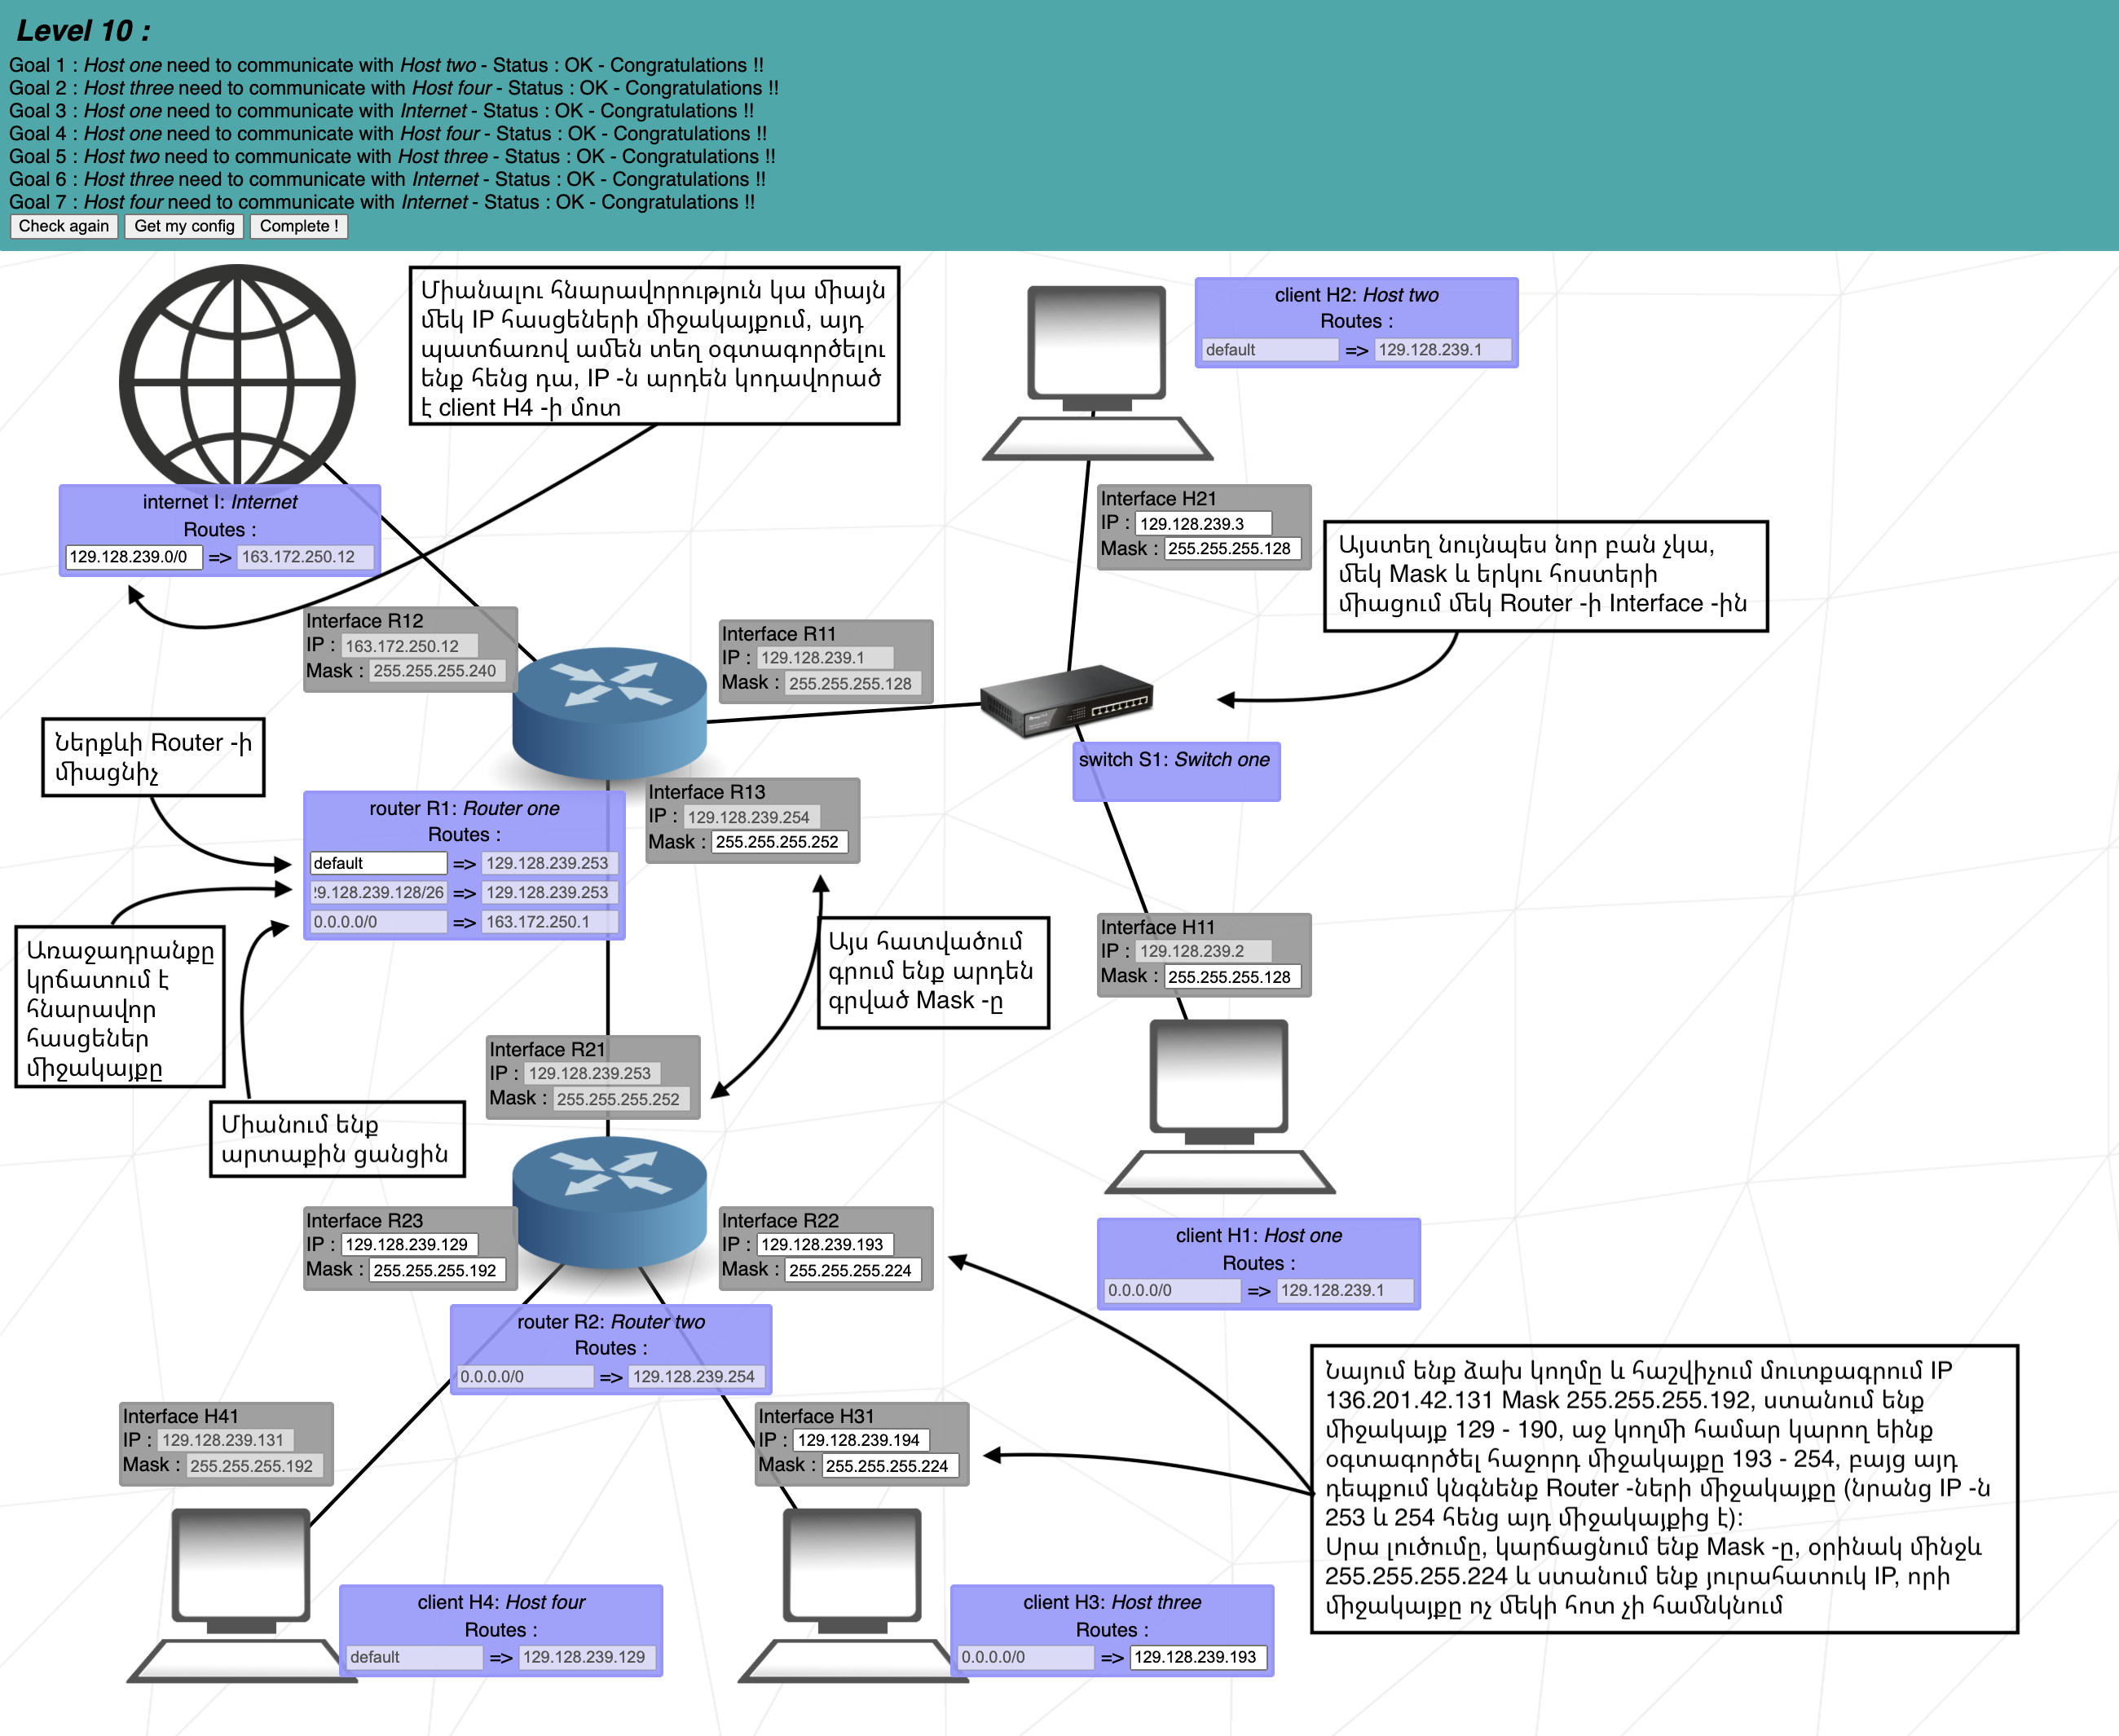 Level 10 :
Goal 1 : Host one need to communicate with Host two - Status : OK - Congratulations !!
Goal 2 : Host three need to communicate with Host four - Status : OK - Congratulations !!
Goal 3 : Host one need to communicate with Internet - Status : OK - Congratulations !!
Goal 4 : Host one need to communicate with Host four - Status : OK - Congratulations !!
Goal 5 : Host two need to communicate with Host three - Status : OK - Congratulations !!
Goal 6 : Host three need to communicate with Internet - Status : OK - Congratulations !!
Goal 7 : Host four need to communicate with Internet - Status : OK - Congratulations !!
Check again Get my config Complete !
Միանալու հնարավորություն կա միայն
մեկ IP հասցեների միջակայքում, այդ
պատճառով ամեն տեղ օգտագործելու
ենք հենց դա, IP -ն արդեն կոդավորած
է client H4 -ի մոտ
client H2: Host two
Routes :
default => 129.128.239.1
internet I: Internet
Routes :
129.128.239.0/0 => 163.172.250.12
Interface H21
IP : 129.128.239.3
Mask : 255.255.255.128
Այստեղ նույնպես նոր բան չկա,
մեկ Mask և երկու հոստերի
միացում մեկ Router -ի Interface -ին
Interface R12
IP : 163.172.250.12
Mask : 255.255.255.240
Interface R11
IP : 129.128.239.1
Mask : 255.255.255.128
switch S1: Switch one
Ներքևի Router -ի
միացնիչ
router R1: Router one
Routes :
default => 129.128.239.253
!9.128.239.128/26 => 129.128.239.253
0.0.0.0/0 => 163.172.250.1
Interface R13
IP : 129.128.239.254
Mask : 255.255.255.252
Առաջադրանքը
կրճատում է
հնարավոր
հասցեներ
միջակայքը
Այս հատվածում
գրում ենք արդեն
գրված Mask -ը
Interface H11
IP : 129.128.239.2
Mask : 255.255.255.128
Միանում ենք
արտաքին ցանցին
Interface R21
IP : 129.128.239.253
Mask : 255.255.255.252
Interface R23
IP : 129.128.239.129
Mask : 255.255.255.192
Interface R22
IP : 129.128.239.193
Mask : 255.255.255.224
client H1: Host one
Routes :
0.0.0.0/0 => 129.128.239.1
router R2: Router two
Routes :
0.0.0.0/0 => 129.128.239.254
Նայում ենք ձախ կողմը և հաշվիչում մուտքագրում IP
136.201.42.131 Mask 255.255.255.192, ստանում ենք
միջակայք 129 - 190, աջ կողմի համար կարող եինք
օգտագործել հաջորդ միջակայքը 193 - 254, բայց այդ
դեպքում կնգնենք Router -ների միջակայքը (նրանց IP -ն
253 և 254 հենց այդ միջակայքից է):
Սրա լուծումը, կարճացնում ենք Mask -ը, օրինակ մինջև
255.255.255.224 և ստանում ենք յուրահատուկ IP, որի
միջակայքը ոչ մեկի հոտ չի համնկնում
Interface H41
IP : 129.128.239.131
Mask : 255.255.255.192
Interface H31
IP : 129.128.239.194
Mask : 255.255.255.224
client H4: Host four
Routes :
default => 129.128.239.129
client H3: Host three
Routes :
0.0.0.0/0 => 129.128.239.193